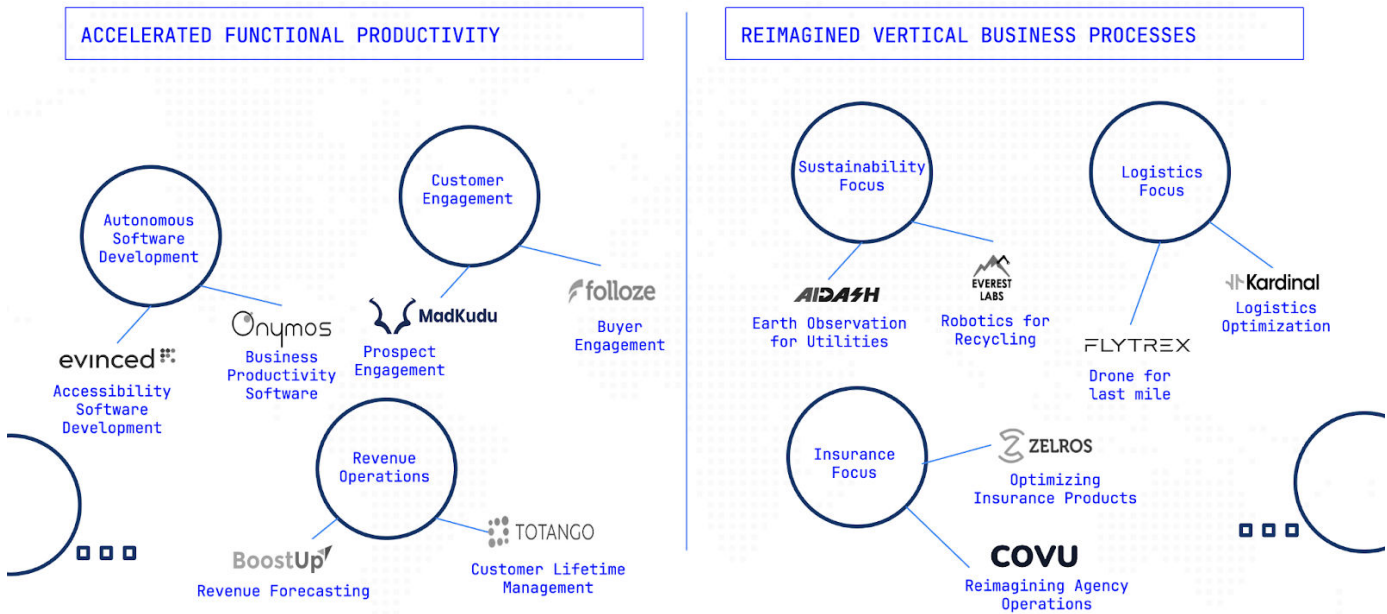 ACCELERATED FUNCTIONAL PRODUCTIVITY
Autonomous
Software
Development
evinced
Accessibility
Software
Development
Onymos
Business
Productivity
Software
Customer
Engagement
MadKudu
Prospect
Engagement
folloze
Buyer
Engagement
Revenue
Operations
BoostUp
Revenue Forecasting
TOTANGO
Customer Lifetime
Management
REIMAGINED VERTICAL BUSINESS PROCESSES
Sustainability
Focus
AIDASH
Earth Observation
for Utilities
EVEREST
LABS
Robotics for
Recycling
Logistics
Focus
FLYTREX
Drone for
last mile
Kardinal
Logistics
Optimization
Insurance
Focus
ZELROS
Optimizing
Insurance Products
COVU
Reimagining Agency
Operations